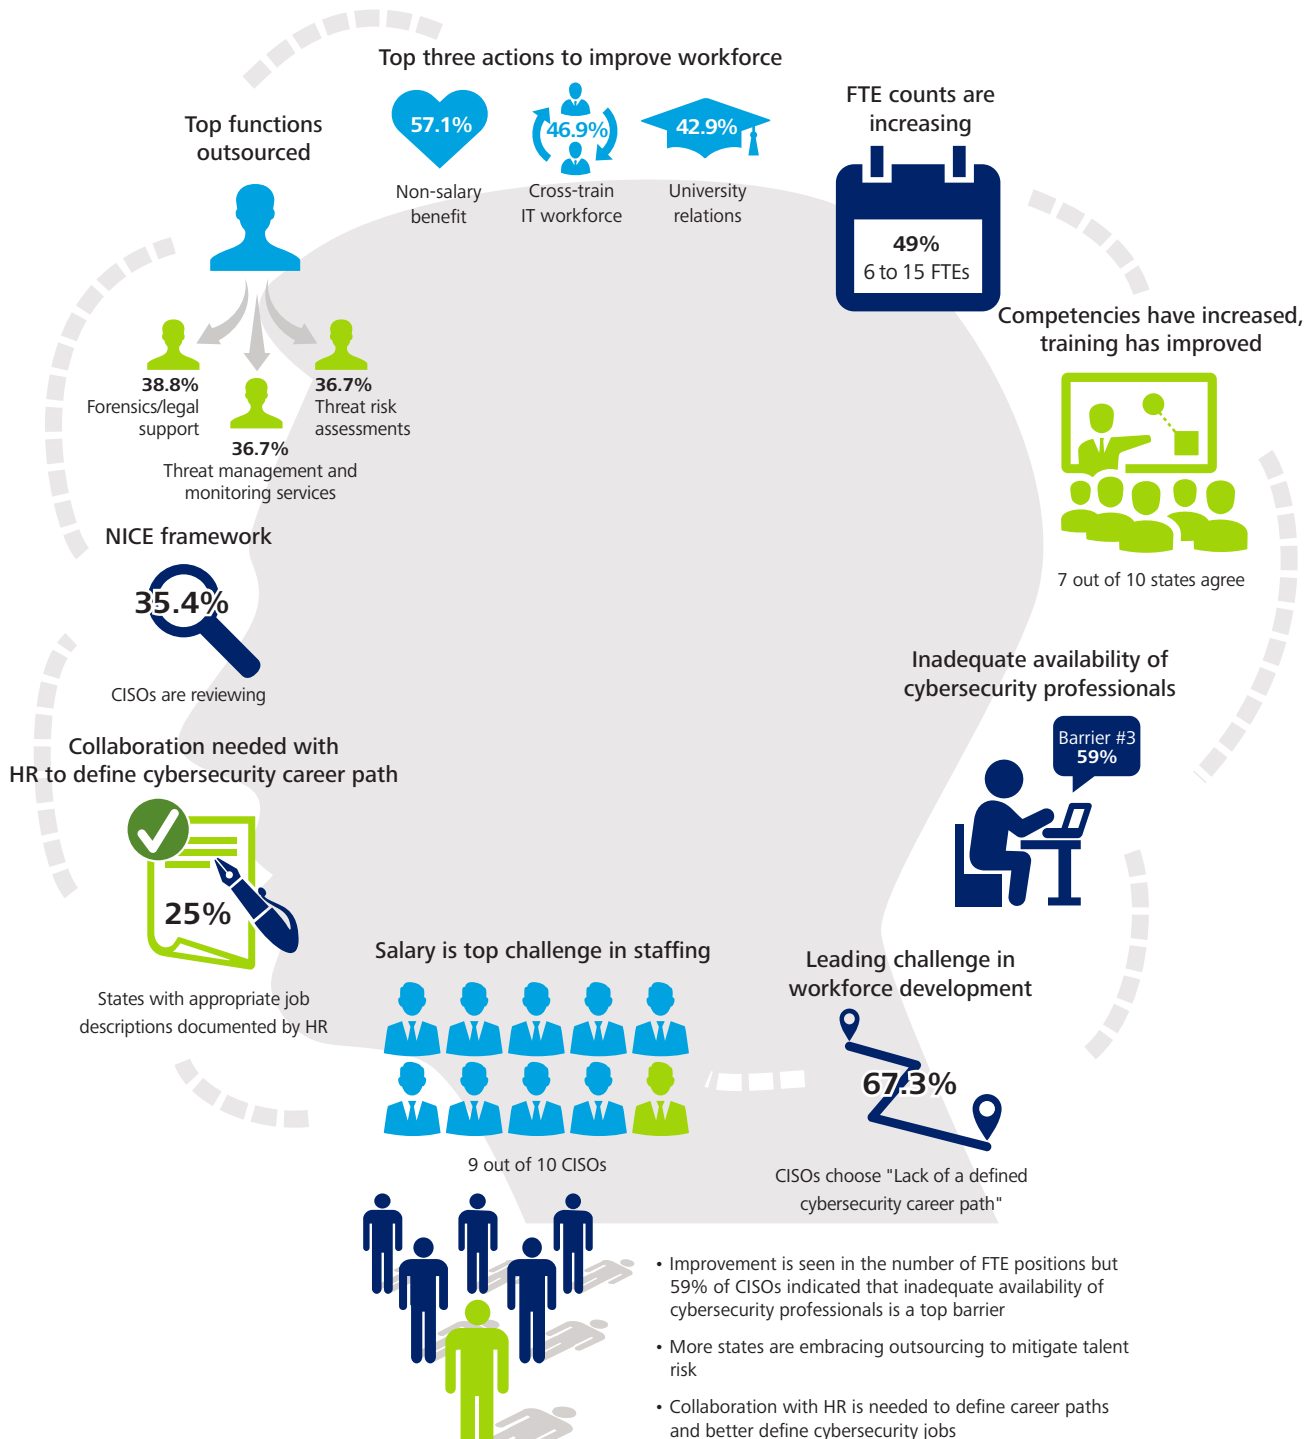 Top three actions to improve workforce
57.1%
46.9%
42.9%
Non-salary
benefit
Cross-train
IT workforce
University
relations
FTE counts are
increasing
49%
6 to 15 FTEs
Top functions
outsourced
38.8%
Forensics/legal
support
36.7%
Threat management and
monitoring services
36.7%
Threat risk
assessments
Competencies have increased,
training has improved
7 out of 10 states agree
NICE framework
35.4%
CISOs are reviewing
Inadequate availability of
cybersecurity professionals
Barrier #3
59%
Collaboration needed with
HR to define cybersecurity career path
25%
States with appropriate job
descriptions documented by HR
Salary is top challenge in staffing
9 out of 10 CISOs
Leading challenge in
workforce development
67.3%
CISOs choose "Lack of a defined
cybersecurity career path"
• Improvement is seen in the number of FTE positions but
59% of CISOs indicated that inadequate availability of
cybersecurity professionals is a top barrier
• More states are embracing outsourcing to mitigate talent
risk
• Collaboration with HR is needed to define career paths
and better define cybersecurity jobs